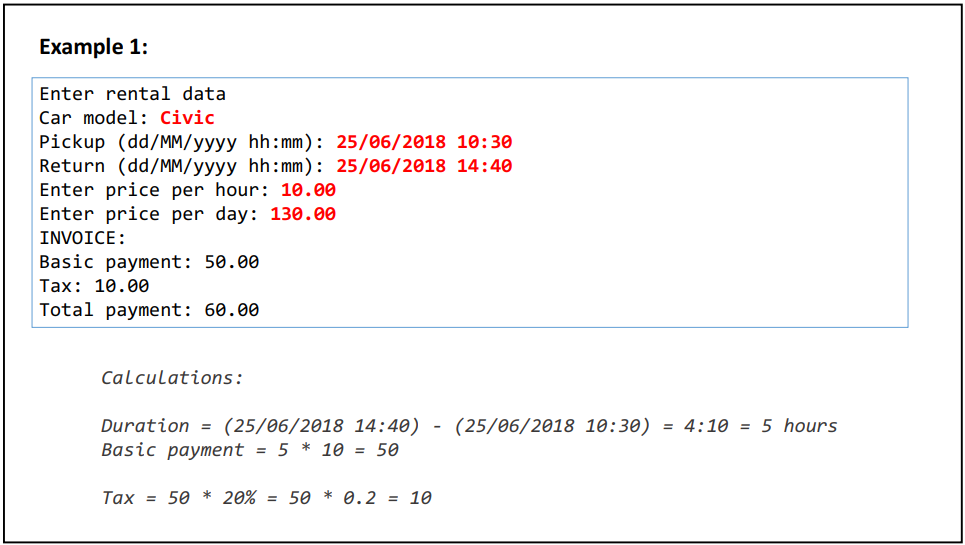 Example 1:
Enter rental data
Car model: Civic
Pickup (dd/MM/yyyy hh:mm): 25/06/2018 10:30
Return (dd/MM/yyyy hh:mm): 25/06/2018 14:40
Enter price per hour: 10.00
Enter price per day: 130.00
INVOICE:
Basic payment: 50.00
Tax: 10.00
Total payment: 60.00
Calculations:
Duration = (25/06/2018 14:40) - (25/06/2018 10:30) = 4:10 = 5 hours
Basic payment = 5 * 10 = 50
Tax = 50 * 20% = 50 * 0.2 = 10